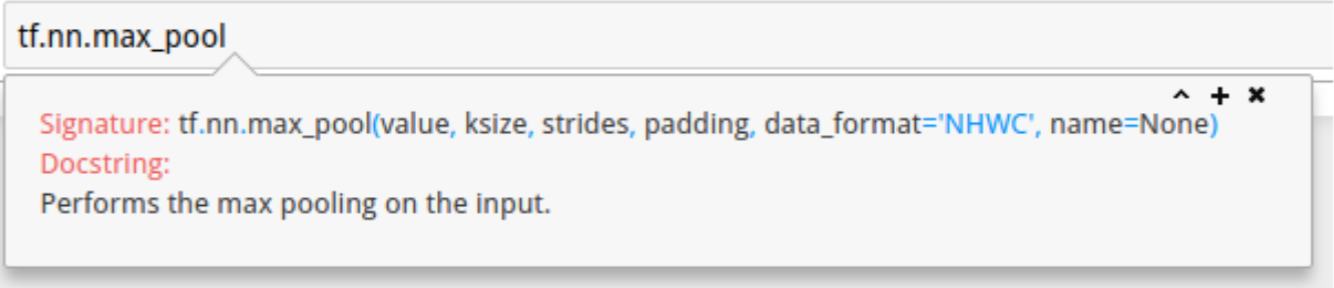 tf.nn.max_pool
Signature: tf.nn.max_pool(value, ksize, strides, padding, data_format='NHWC', name=None)
Docstring:
Performs the max pooling on the input.